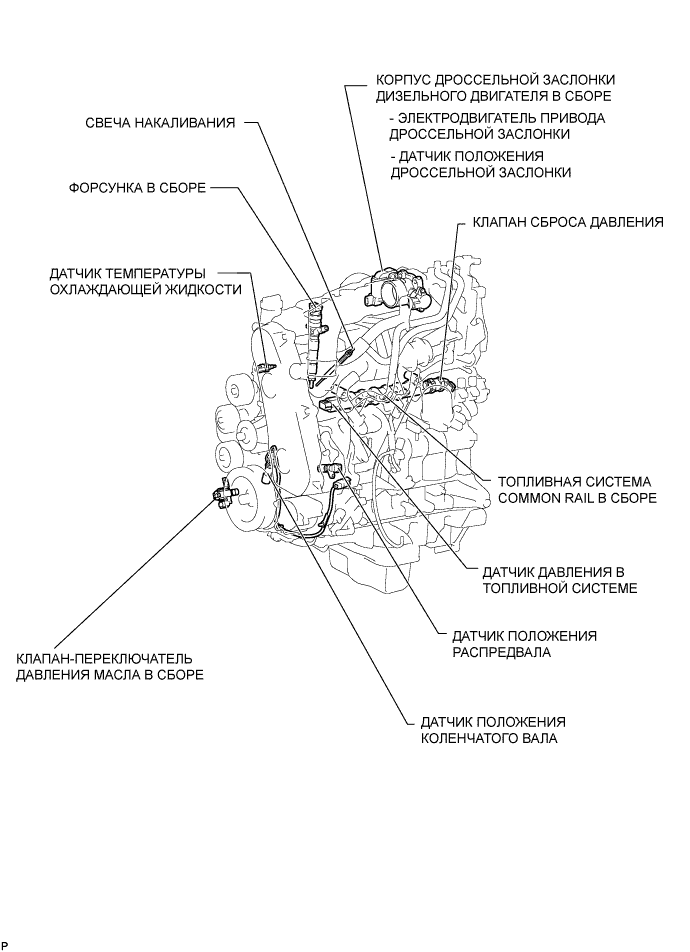 КОРПУС ДРОССЕЛЬНОЙ ЗАСЛОНКИ
ДИЗЕЛЬНОГО ДВИГАТЕЛЯ В СБОРЕ
- ЭЛЕКТРОДВИГАТЕЛЬ ПРИВОДА
ДРОССЕЛЬНОЙ ЗАСЛОНКИ
- ДАТЧИК ПОЛОЖЕНИЯ
ДРОССЕЛЬНОЙ ЗАСЛОНКИ
СВЕЧА НАКАЛИВАНИЯ
ФОРСУНКА В СБОРЕ
КЛАПАН СБРОСА ДАВЛЕНИЯ
ДАТЧИК ТЕМПЕРАТУРЫ
ОХЛАЖДАЮЩЕЙ ЖИДКОСТИ
ТОПЛИВНАЯ СИСТЕМА
COMMON RAIL В СБОРЕ
ДАТЧИК ДАВЛЕНИЯ В
ТОПЛИВНОЙ СИСТЕМЕ
ДАТЧИК ПОЛОЖЕНИЯ
РАСПРЕДВАЛА
КЛАПАН-ПЕРЕКЛЮЧАТЕЛЬ
ДАВЛЕНИЯ МАСЛА В СБОРЕ
ДАТЧИК ПОЛОЖЕНИЯ
КОЛЕНЧАТОГО ВАЛА
P